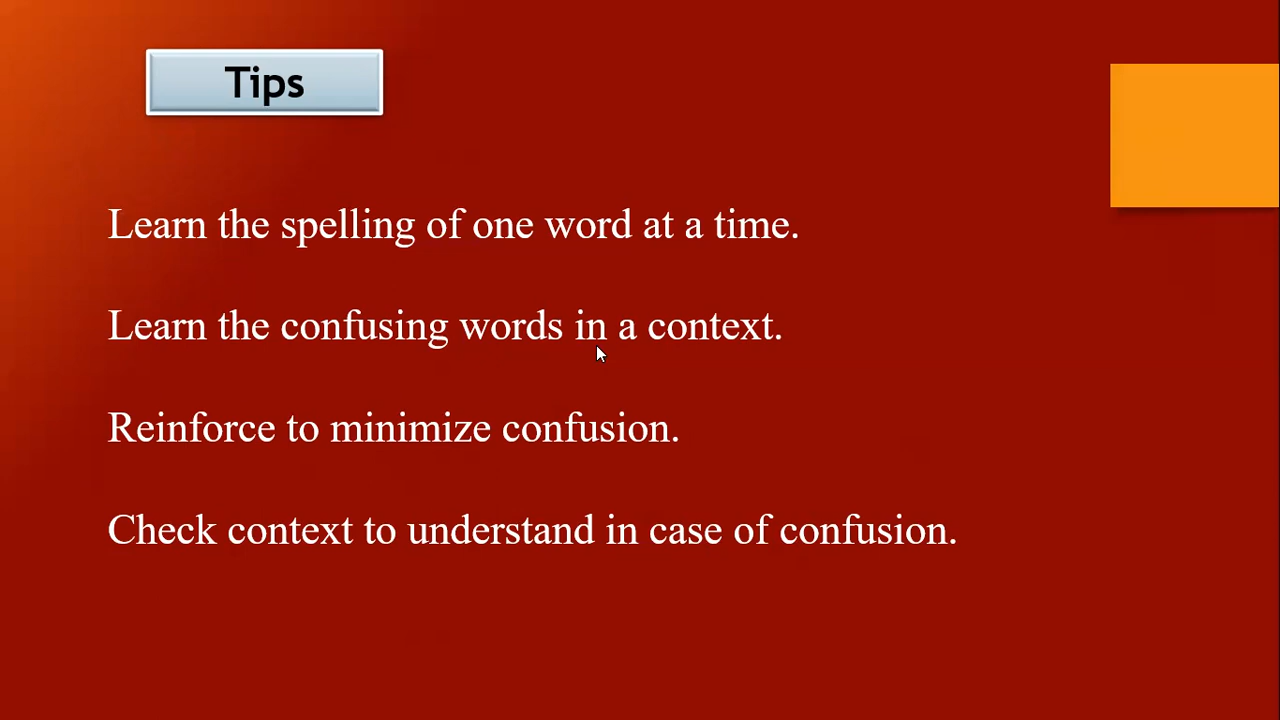 Tips
Learn the spelling of one word at a time.
Learn the confusing words in a context.
Reinforce to minimize confusion.
Check context to understand in case of confusion.